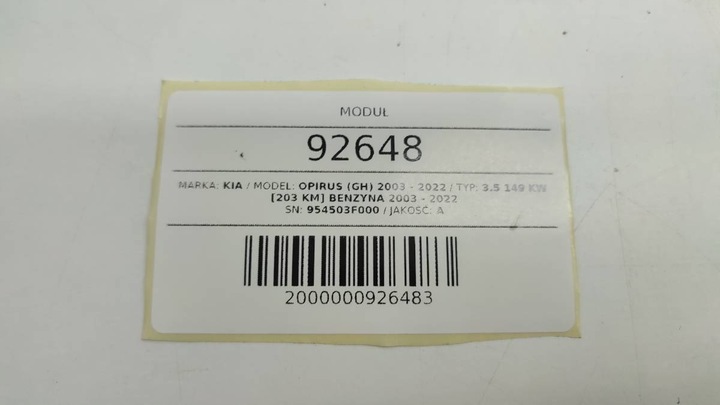 MODUŁ
92648
MARKA: KIA / MODEL: OPIRUS (GH) 2003 - 2022 / TYP: 3.5 149 KW
[203 KM] BENZYNA 2003 - 2022
SN: 954503F000 / JAKOŚĆ: A
2000000926483